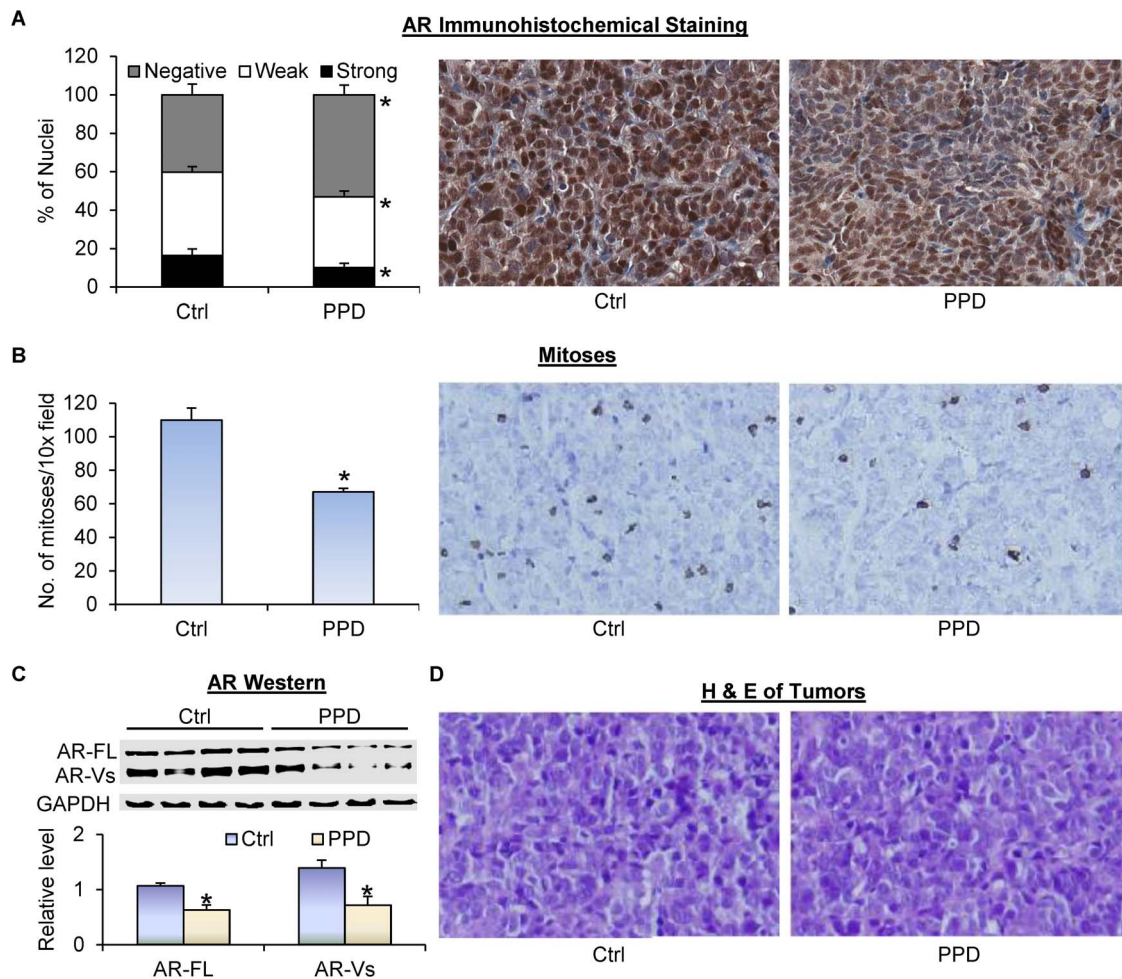 A
AR Immunohistochemical Staining
% of Nuclei
120
100
80
60
40
20
0
Negative Weak Strong
*
*
*
Ctrl PPD
Ctrl PPD
B
Mitoses
No. of mitoses/10x field
120
100
80
60
40
20
0
*
Ctrl PPD
Ctrl PPD
C
AR Western
Ctrl PPD
AR-FL
AR-Vs
GAPDH
Relative level
2
1
0
Ctrl PPD
* *
AR-FL AR-Vs
D
H & E of Tumors
Ctrl PPD